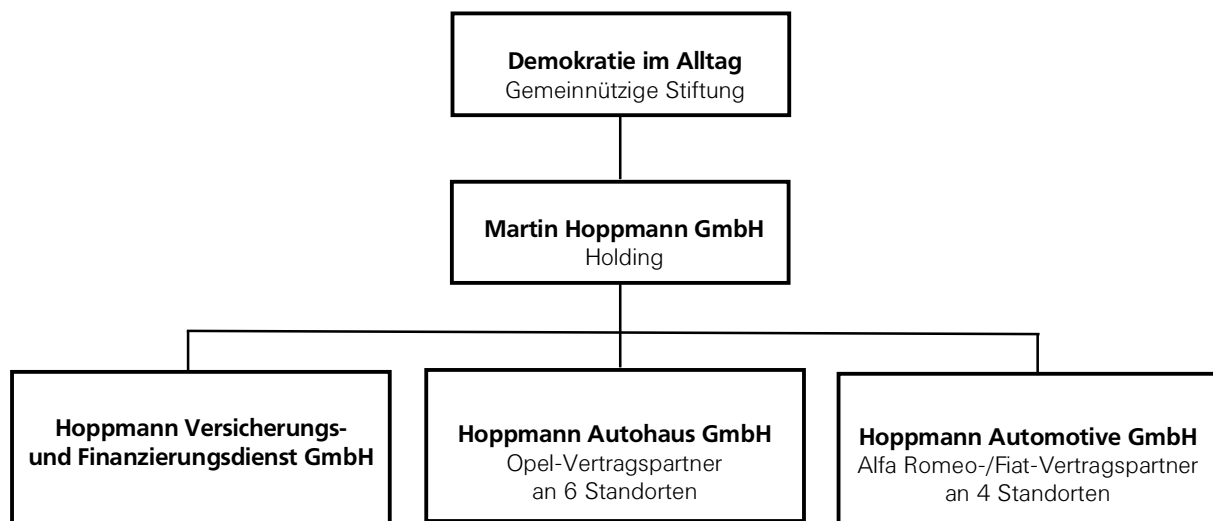 Demokratie im Alltag
Gemeinnützige Stiftung
Martin Hoppmann GmbH
Holding
Hoppmann Versicherungs-
und Finanzierungsdienst GmbH
Hoppmann Autohaus GmbH
Opel-Vertragspartner
an 6 Standorten
Hoppmann Automotive GmbH
Alfa Romeo-/Fiat-Vertragspartner
an 4 Standorten